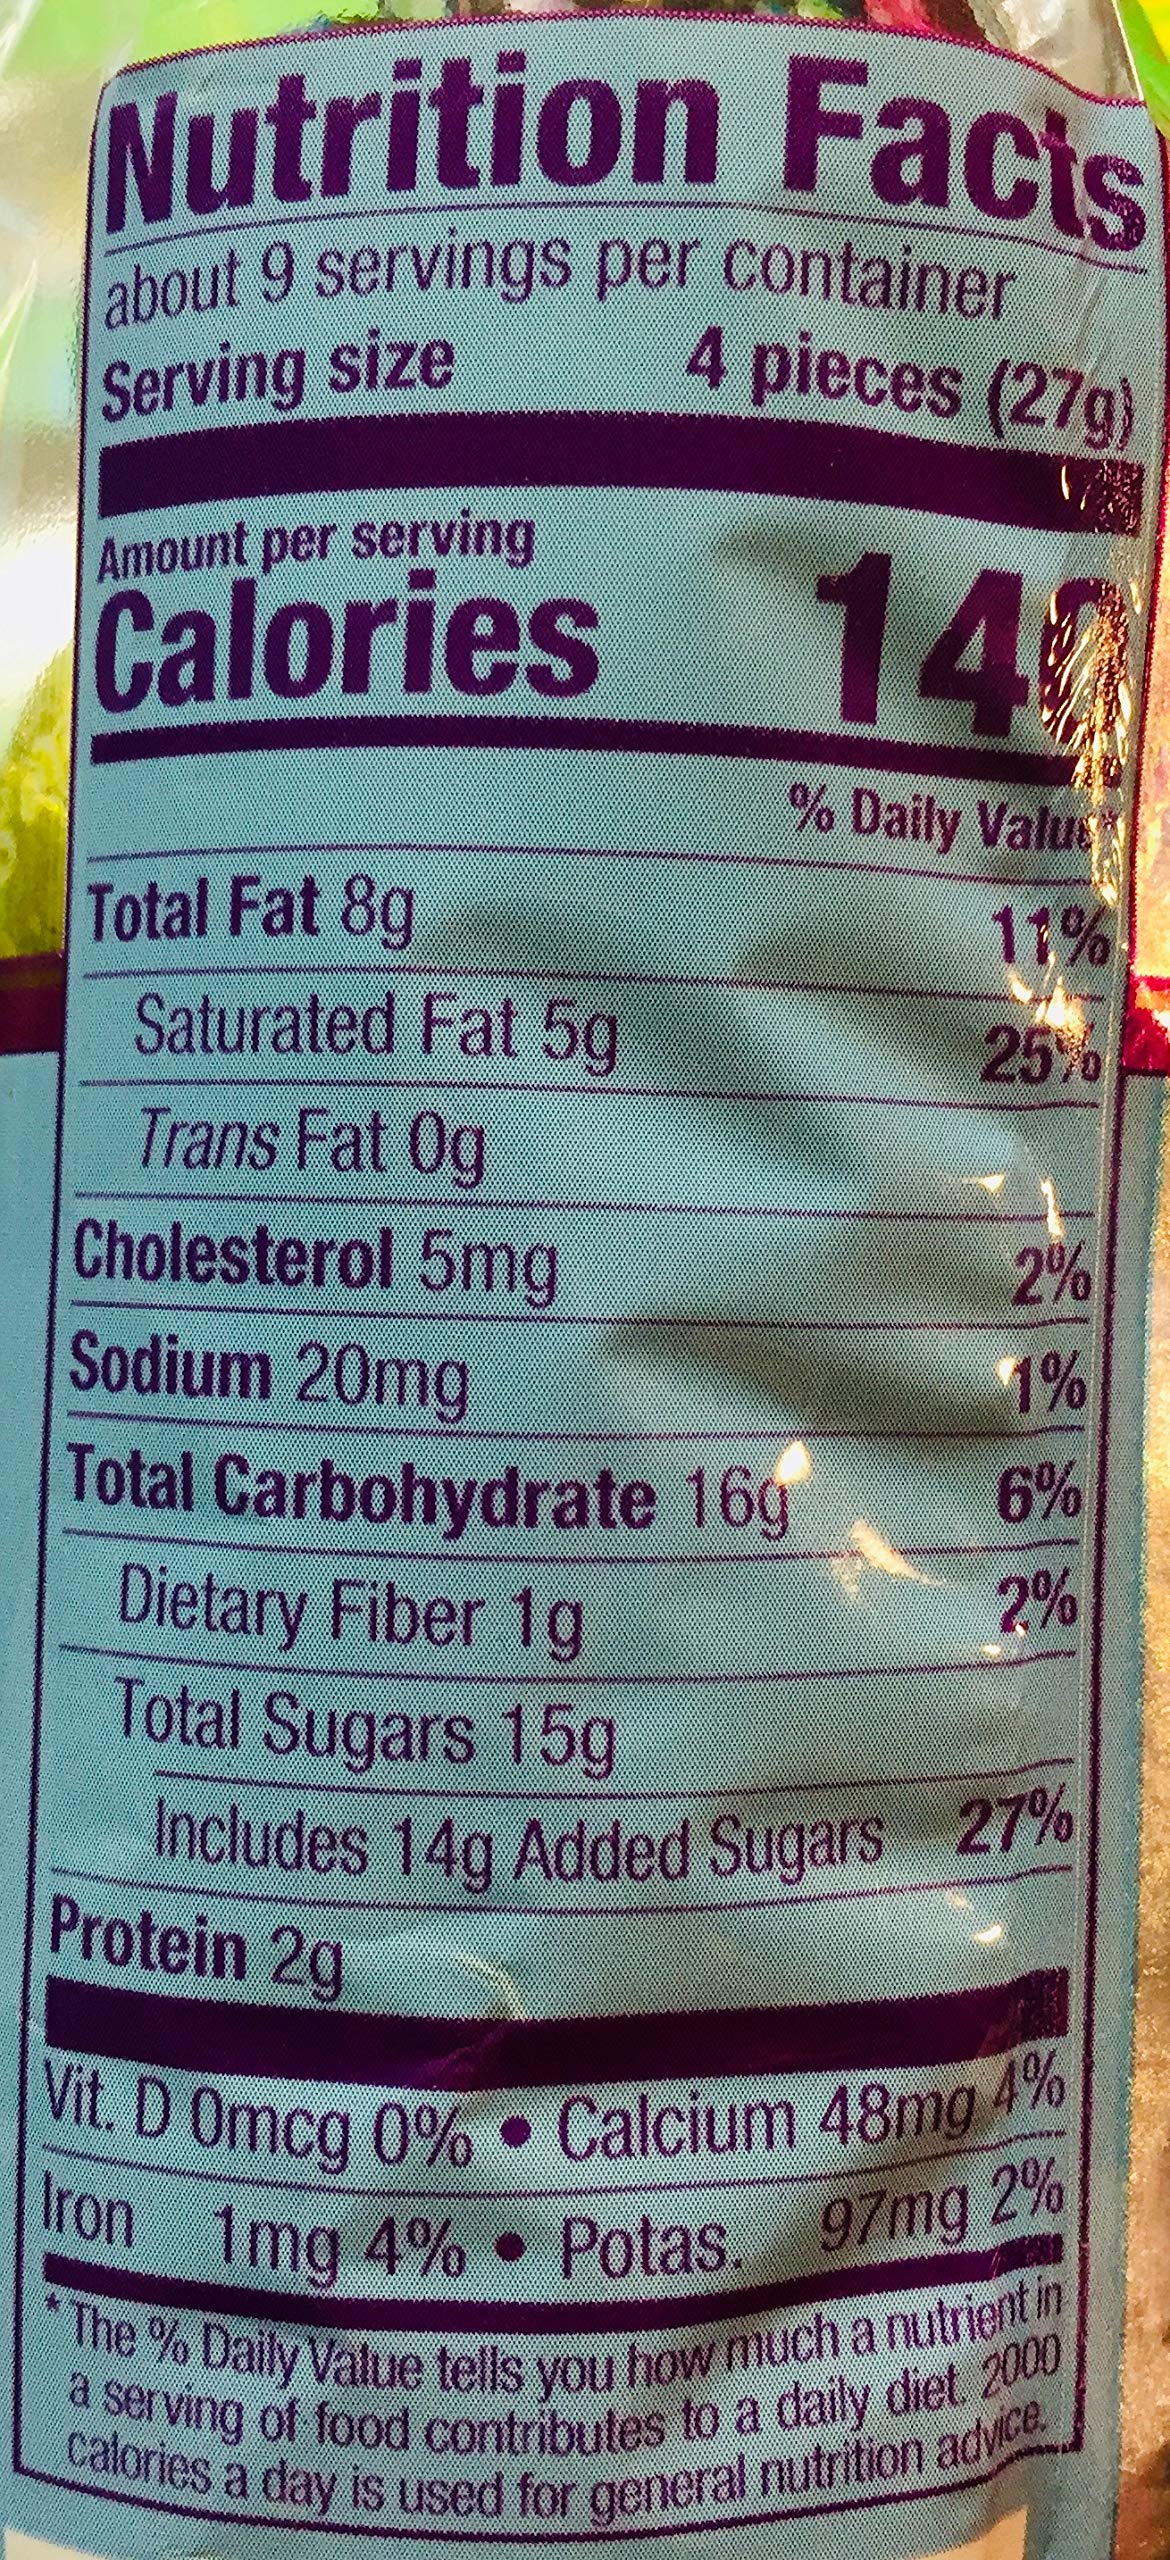 Nutrition Facts
about 9 servings per container
Serving size 4 pieces (27g)
Amount per serving
Calories 140
% Daily Value*
Total Fat 8g 11%
Saturated Fat 5g 25%
Trans Fat 0g
Cholesterol 5mg 2%
Sodium 20mg 1%
Total Carbohydrate 16g 6%
Dietary Fiber 1g 2%
Total Sugars 15g
Includes 14g Added Sugars 27%
Protein 2g
Vit. D 0mcg 0% • Calcium 48mg 4%
Iron 1mg 4% • Potas. 97mg 2%
* The % Daily Value tells you how much a nutrient in
a serving of food contributes to a daily diet. 2000
calories a day is used for general nutrition advice.